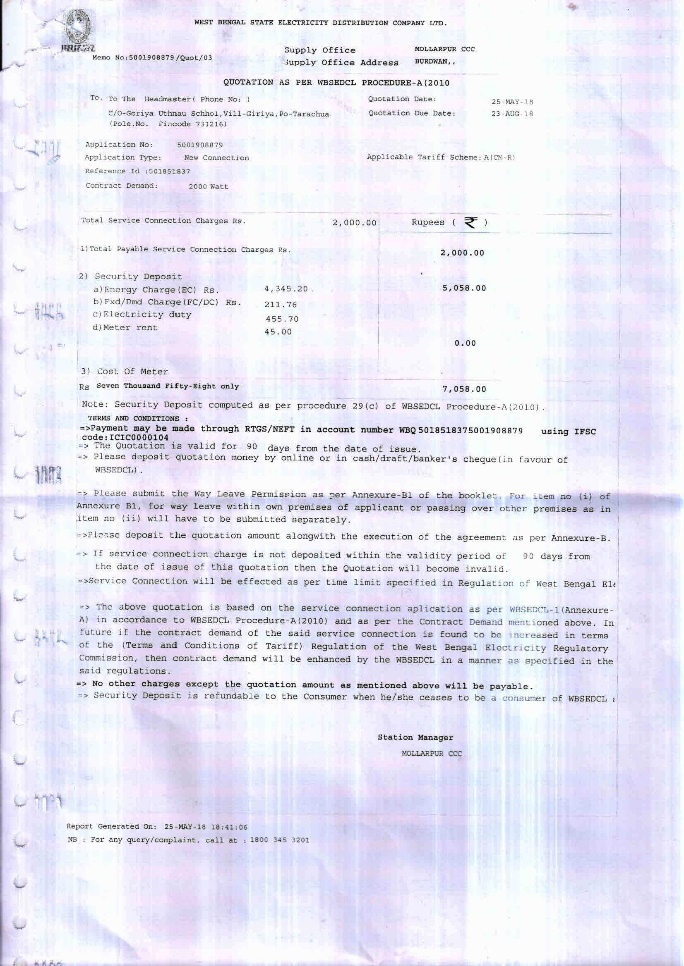 WEST BENGAL STATE ELECTRICITY DISTRIBUTION COMPANY LTD.
Memo No:5001908879/Quot/03
Supply Office MOLLARPUR CCC
Supply Office Address BURDWAN,,
QUOTATION AS PER WBSEDCL PROCEDURE-A(2010
To, To The Headmaster( Phone No: )
Quotation Date: 25-MAY-18
C/O-Goriya Uthnau Schhol,Vill-Giriya,Po-Tarachua
Quotation Due Date: 23-AUG-18
(Pole.No. Pincode 731216)
Application No: 5001908879
Application Type: New Connection
Applicable Tariff Scheme:A(CM-R)
Reference Id :501851837
Contract Demand: 2000 Watt
Total Service Connection Charges Rs. 2,000.00 Rupees ( ₹ )
1)Total Payable Service Connection Charges Rs. 2,000.00
2) Security Deposit
a)Energy Charge(EC) Rs. 4,345.20 5,058.00
b)Fxd/Dmd Charge(FC/DC) Rs. 211.76
c)Electricity duty 455.70
d)Meter rent 45.00
0.00
3) Cost Of Meter
Rs Seven Thousand Fifty-Eight only 7,058.00
Note: Security Deposit computed as per procedure 29(c) of WBSEDCL Procedure-A(2010).
TERMS AND CONDITIONS :
=>Payment may be made through RTGS/NEFT in account number WBQ5018518375001908879 using IFSC
code:ICIC0000104
=> The Quotation is valid for 90 days from the date of issue.
=> Please deposit quotation money by online or in cash/draft/banker's cheque(in favour of
WBSEDCL).
=> Please submit the Way Leave Permission as per Annexure-B1 of the booklet. For item no (i) of
Annexure B1, for way leave within own premises of applicant or passing over other premises as in
item no (ii) will have to be submitted separately.
=>Please deposit the quotation amount alongwith the execution of the agreement as per Annexure-B.
=> If service connection charge is not deposited within the validity period of 90 days from
the date of issue of this quotation then the Quotation will become invalid.
=>Service Connection will be effected as per time limit specified in Regulation of West Bengal Ele
=> The above quotation is based on the service connection aplication as per WBSEDCL-1(Annexure-
A) in accordance to WBSEDCL Procedure-A(2010) and as per the Contract Demand mentioned above. In
future if the contract demand of the said service connection is found to be increased in terms
of the (Terms and Conditions of Tariff) Regulation of the West Bengal Electricity Regulatory
Commission, then contract demand will be enhanced by the WBSEDCL in a manner as specified in the
said regulations.
=> No other charges except the quotation amount as mentioned above will be payable.
=> Security Deposit is refundable to the Consumer when he/she ceases to be a consumer of WBSEDCL
Station Manager
MOLLARPUR CCC
Report Generated On: 25-MAY-18 18:41:06
NB : For any query/complaint, call at : 1800 345 3201